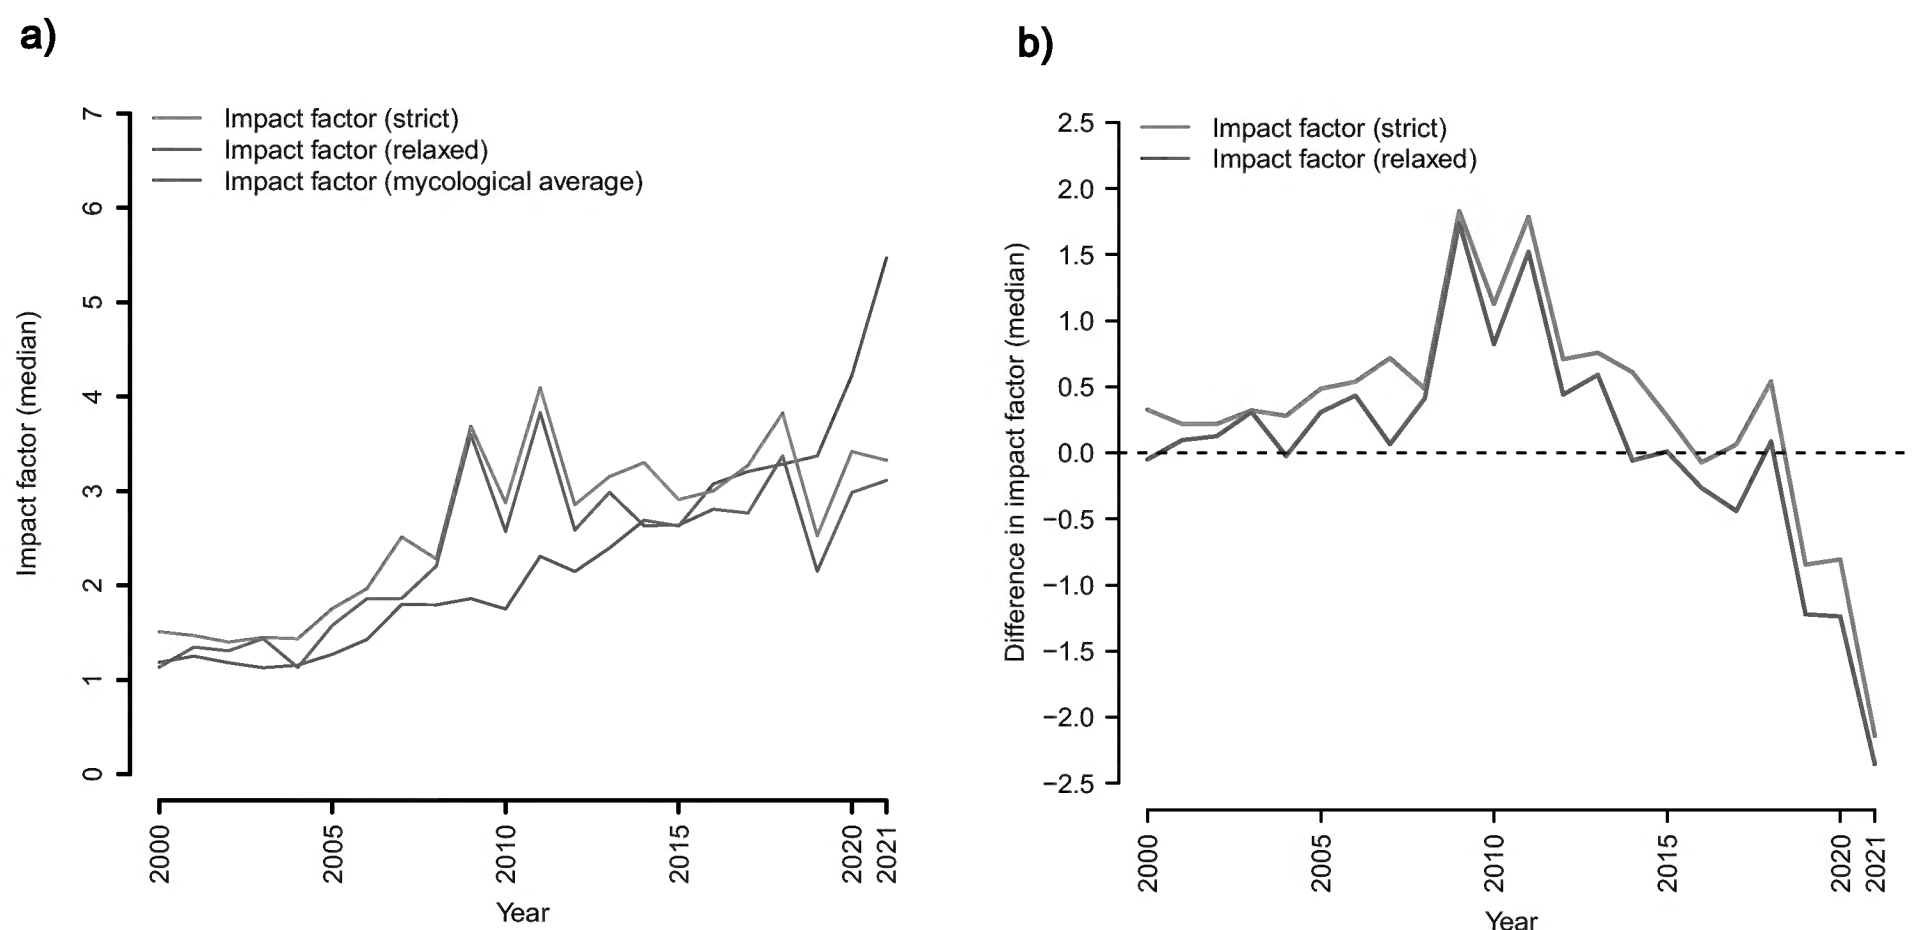 a)
Impact factor (strict)
Impact factor (relaxed)
Impact factor (mycological average)
7
6
5
4
3
2
1
0
Impact factor (median)
2000
2005
2010
2015
2020
2021
Year
b)
Impact factor (strict)
Impact factor (relaxed)
2.5
2.0
1.5
1.0
0.5
0.0
−0.5
−1.0
−1.5
−2.0
−2.5
Difference in impact factor (median)
2000
2005
2010
2015
2020
2021
Year